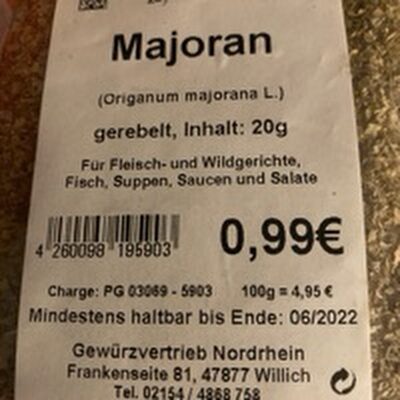 Majoran
(Origanum majorana L.)
gerebelt, Inhalt: 20g
Für Fleisch- und Wildgerichte,
Fisch, Suppen, Saucen und Salate
4 260098 195903
0,99€
Charge: PG 03069 - 5903 100g = 4,95 €
Mindestens haltbar bis Ende: 06/2022
Gewürzvertrieb Nordrhein
Frankenseite 81, 47877 Willich
Tel. 02154 / 4868 758